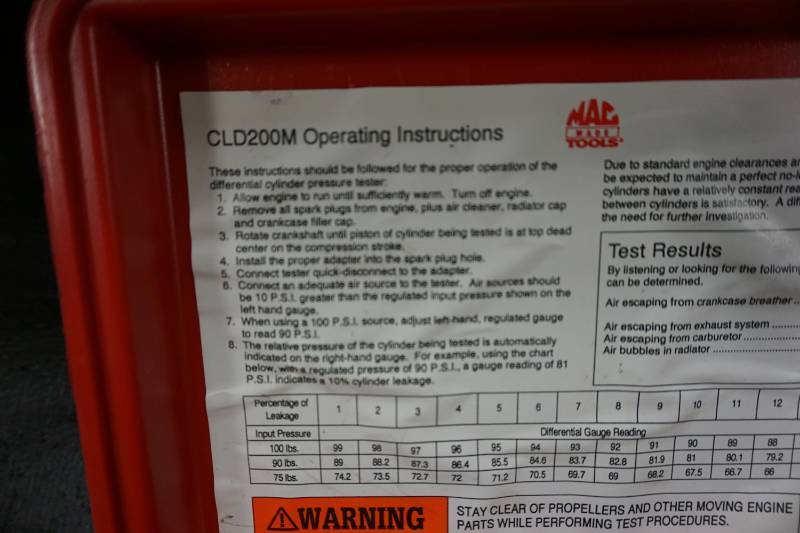 CLD200M Operating Instructions
MAC
MADE
TOOLS®
These instructions should be followed for the proper operation of the
differential cylinder pressure tester:
1. Allow engine to run until sufficiently warm. Turn off engine.
2. Remove all spark plugs from engine, plus air cleaner, radiator cap
and crankcase filler cap.
3. Rotate crankshaft until piston of cylinder being tested is at top dead
center on the compression stroke.
4. Install the proper adapter into the spark plug hole.
5. Connect tester quick-disconnect to the adapter.
6. Connect an adequate air source to the tester. Air sources should
be 10 P.S.I. greater than the regulated input pressure shown on the
left hand gauge.
7. When using a 100 P.S.I. source, adjust left-hand, regulated gauge
to read 90 P.S.I.
8. The relative pressure of the cylinder being tested is automatically
indicated on the right-hand gauge. For example, using the chart
below, with a regulated pressure of 90 P.S.I., a gauge reading of 81
P.S.I. indicates a 10% cylinder leakage.
Due to standard engine clearances
be expected to maintain a perfect
cylinders have a relatively constant
between cylinders is satisfactory. A
the need for further investigation.
Test Results
By listening or looking for the following
can be determined.
Air escaping from crankcase breather ..
Air escaping from exhaust system .........
Air escaping from carburetor ................
Air bubbles in radiator ......................
Percentage of Leakage 1 2 3 4 5 6 7 8 9 10 11 12
Input Pressure Differential Gauge Reading
100 lbs. 99 98 97 96 95 94 93 92 91 90 89 88
90 lbs. 89 88.2 87.3 86.4 85.5 84.6 83.7 82.8 81.9 81 80.1 79.2
75 lbs. 74.2 73.5 72.7 72 71.2 70.5 69.7 69 68.2 67.5 66.7 66
WARNING
STAY CLEAR OF PROPELLERS AND OTHER MOVING ENGINE
PARTS WHILE PERFORMING TEST PROCEDURES.